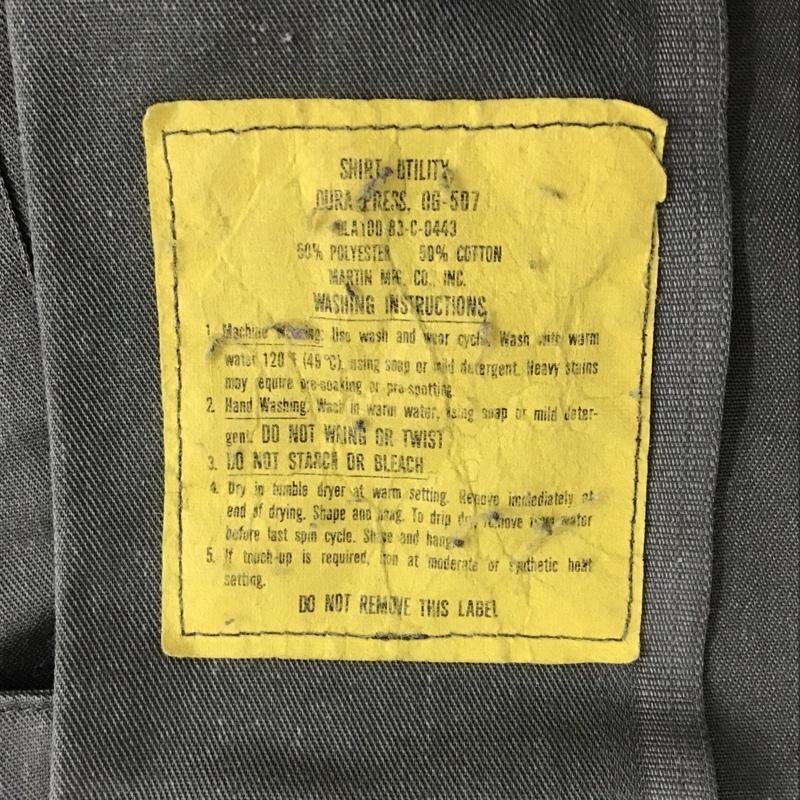 SHIRT, UTILITY,
DURA PRESS. OG-507
DLA100-83-C-0443
50% POLYESTER 50% COTTON
MARTIN MFG. CO., INC.
WASHING INSTRUCTIONS
1. Machine Washing: Use wash and wear cycle. Wash with warm
water 120°F (49°C), using soap or mild detergent. Heavy stains
may require pre-soaking or pre-spotting.
2. Hand Washing: Wash in warm water, using soap or mild deter-
gent. DO NOT WRING OR TWIST
3. DO NOT STARCH OR BLEACH
4. Dry in tumble dryer at warm setting. Remove immediately at
end of drying. Shape and hang. To drip dry, remove from water
before last spin cycle. Shape and hang.
5. If touch-up is required, iron at moderate or synthetic heat
setting.
DO NOT REMOVE THIS LABEL